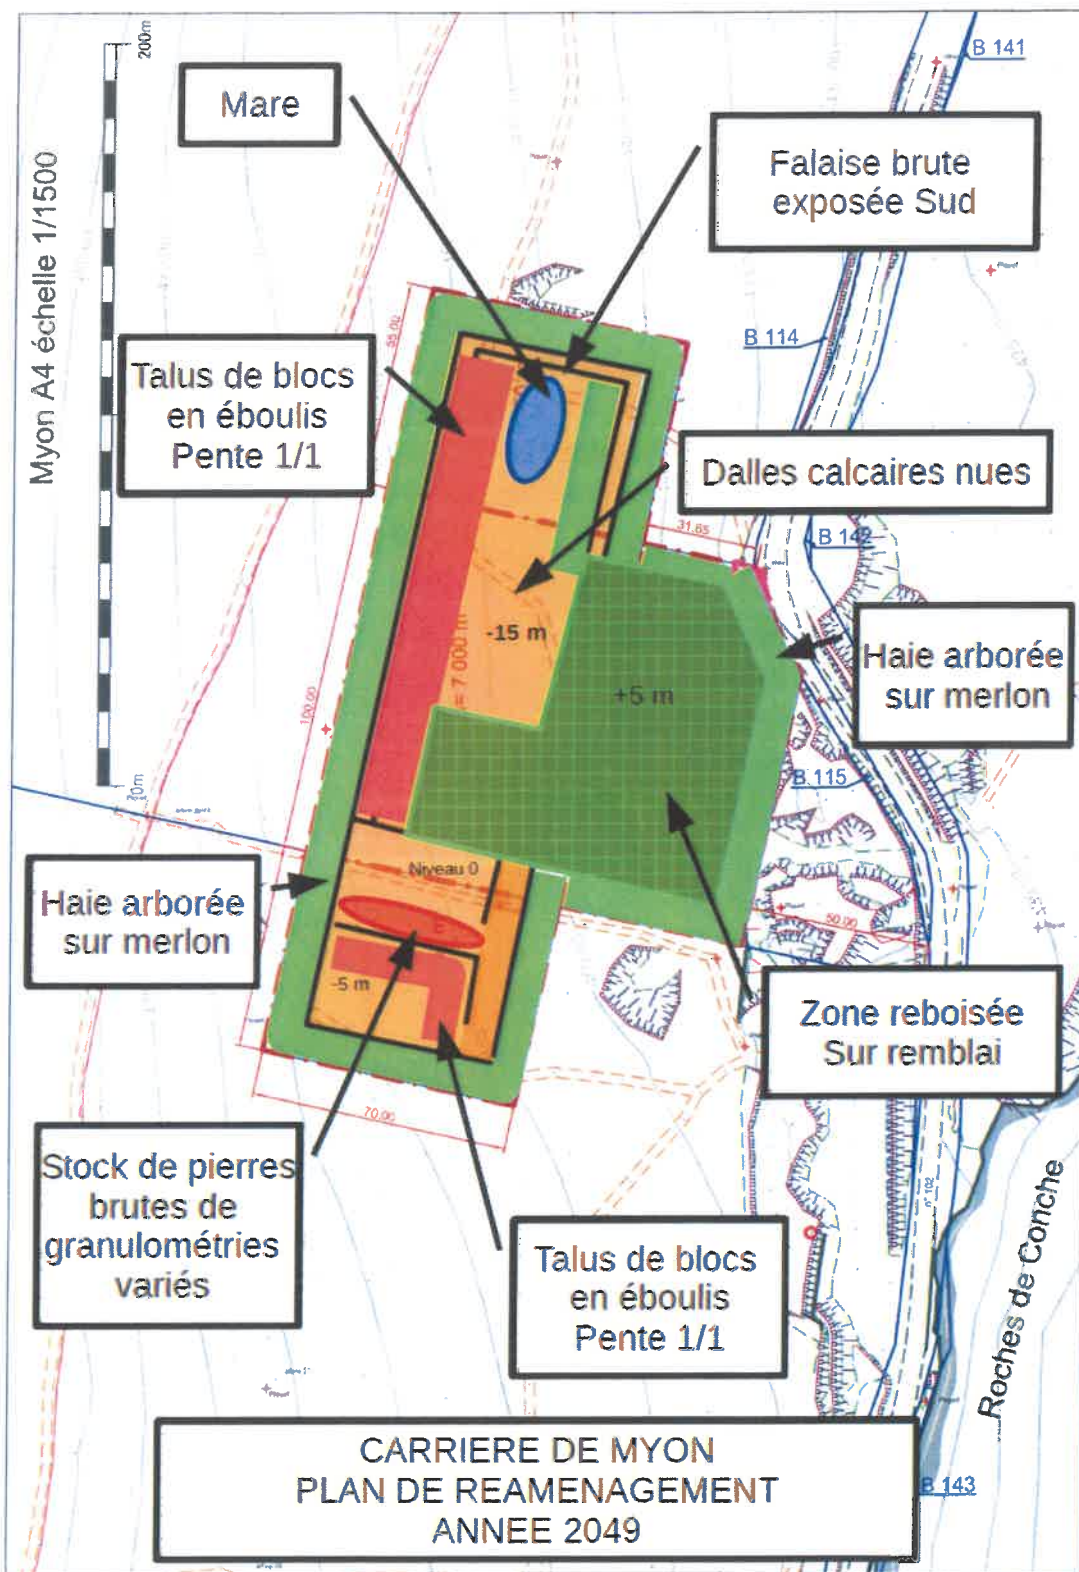 200m
B 141
Mare
Falaise brute
exposée Sud
Myon A4 échelle 1/1500
55.00
B 114
Talus de blocs
en éboulis
Pente 1/1
Dalles calcaires nues
31.65
B 142
Haie arborée
sur merlon
-15 m
= 7 000 m
+5 m
100.00
B 115
0m
Niveau 0
Haie arborée
sur merlon
50.00
-5 m
Zone reboisée
Sur remblai
70.00
Stock de pierres
brutes de
granulométries
variés
n° 102
Talus de blocs
en éboulis
Pente 1/1
Roches de Conche
CARRIERE DE MYON
PLAN DE REAMENAGEMENT
ANNEE 2049
B 143